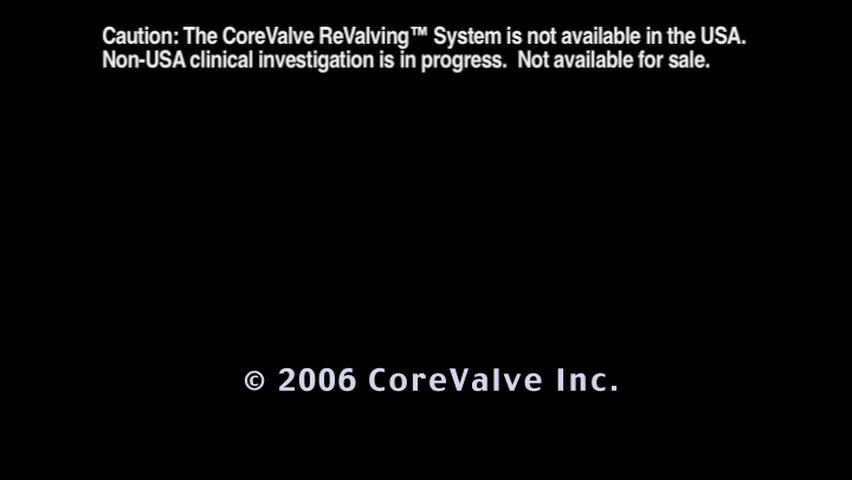 Caution: The CoreValve ReValving™ System is not available in the USA.
Non-USA clinical investigation is in progress.  Not available for sale.
© 2006 CoreValve Inc.